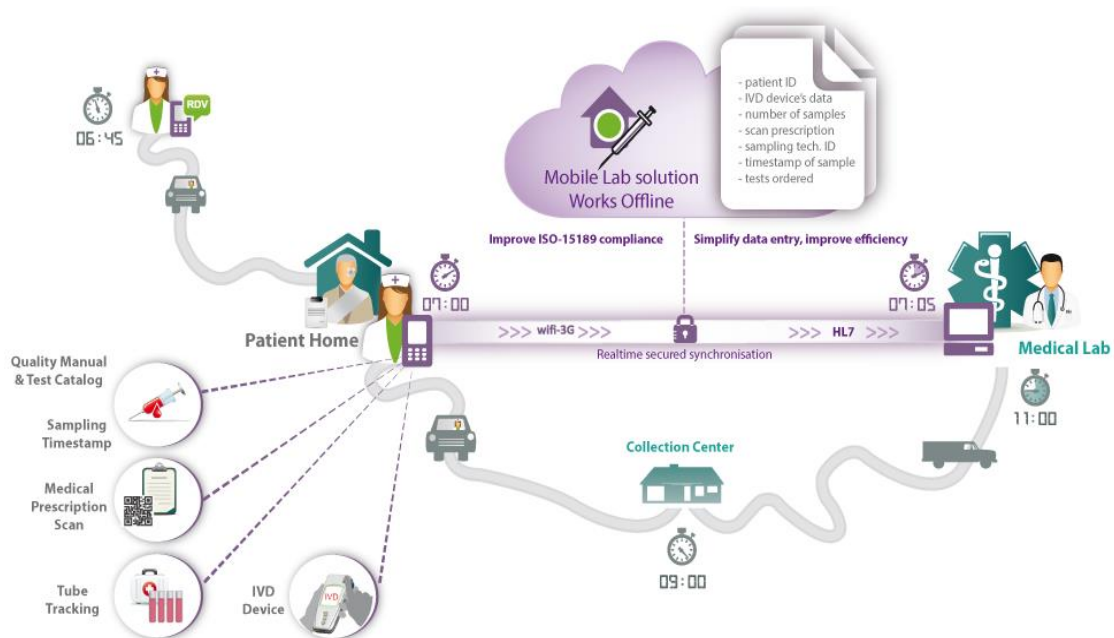 06:45
RDV
Mobile Lab solution
Works Offline
- patient ID
- IVD device's data
- number of samples
- scan prescription
- sampling tech. ID
- timestamp of sample
- tests ordered
Improve ISO-15189 compliance
Simplify data entry, improve efficiency
07:00
07:05
Patient Home
>>> wifi-3G >>>
>>> HL7 >>>
Realtime secured synchronisation
Medical Lab
11:00
Quality Manual
& Test Catalog
Sampling
Timestamp
Medical
Prescription
Scan
Tube
Tracking
IVD
Device
IVD
Collection Center
09:00